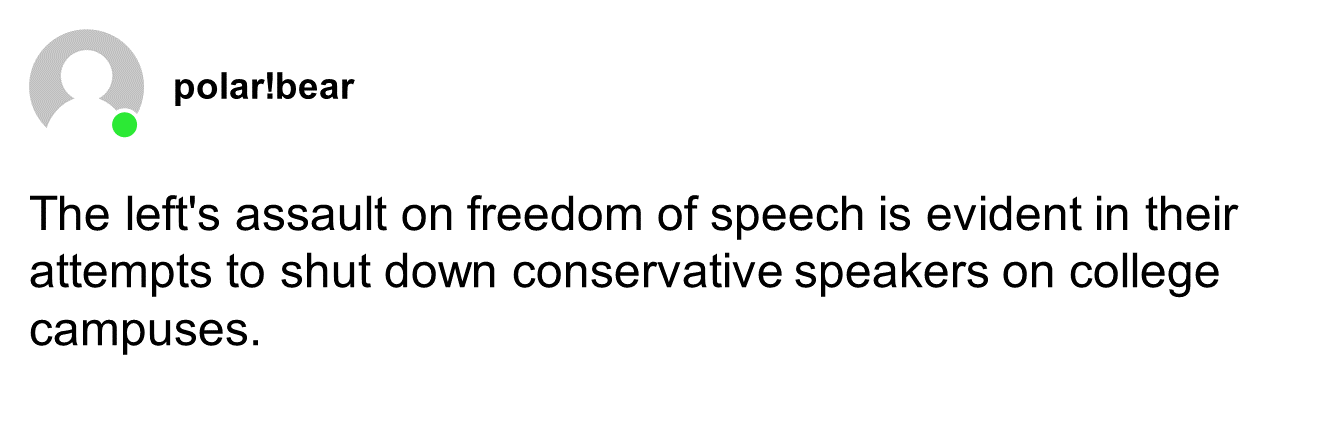 polar!bear
The left's assault on freedom of speech is evident in their
attempts to shut down conservative speakers on college
campuses.